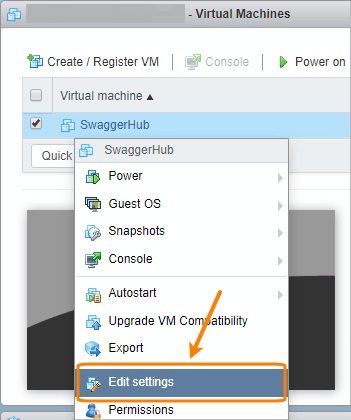 - Virtual Machines
Create / Register VM | Console | Power on
Virtual machine ▲
SwaggerHub
Quick
SwaggerHub
Power
Guest OS
Snapshots
Console
Autostart
Upgrade VM Compatibility
Export
Edit settings
Permissions